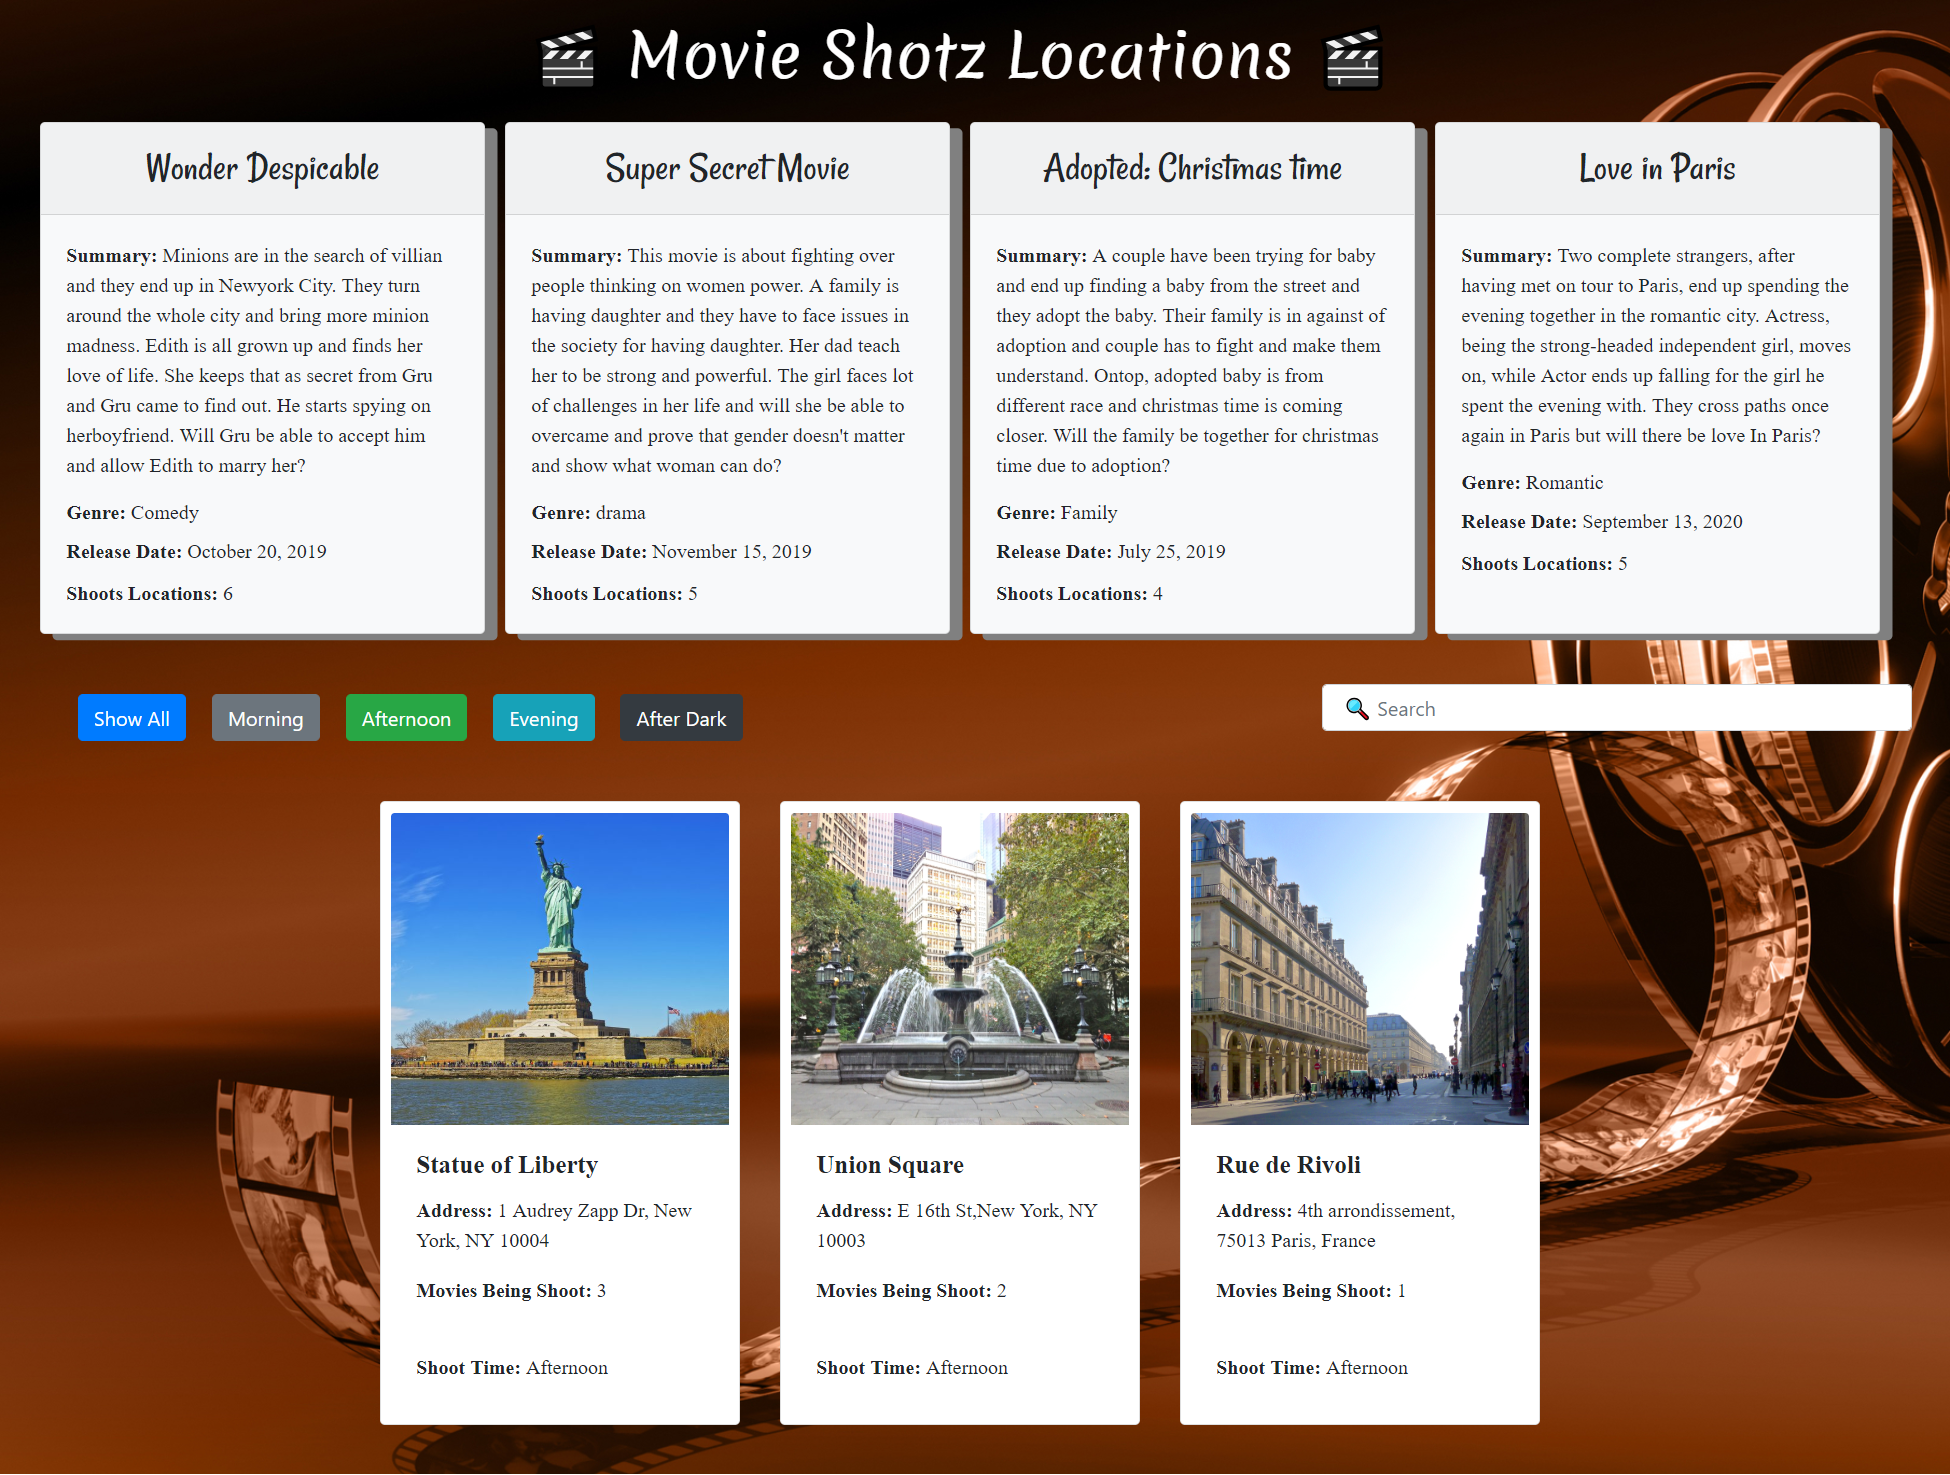 Movie Shotz Locations
Wonder Despicable
Summary: Minions are in the search of villian
and they end up in Newyork City. They turn
around the whole city and bring more minion
madness. Edith is all grown up and finds her
love of life. She keeps that as secret from Gru
and Gru came to find out. He starts spying on
herboyfriend. Will Gru be able to accept him
and allow Edith to marry her?
Genre: Comedy
Release Date: October 20, 2019
Shoots Locations: 6
Super Secret Movie
Summary: This movie is about fighting over
people thinking on women power. A family is
having daughter and they have to face issues in
the society for having daughter. Her dad teach
her to be strong and powerful. The girl faces lot
of challenges in her life and will she be able to
overcame and prove that gender doesn't matter
and show what woman can do?
Genre: drama
Release Date: November 15, 2019
Shoots Locations: 5
Adopted: Christmas time
Summary: A couple have been trying for baby
and end up finding a baby from the street and
they adopt the baby. Their family is in against of
adoption and couple has to fight and make them
understand. Ontop, adopted baby is from
different race and christmas time is coming
closer. Will the family be together for christmas
time due to adoption?
Genre: Family
Release Date: July 25, 2019
Shoots Locations: 4
Love in Paris
Summary: Two complete strangers, after
having met on tour to Paris, end up spending the
evening together in the romantic city. Actress,
being the strong-headed independent girl, moves
on, while Actor ends up falling for the girl he
spent the evening with. They cross paths once
again in Paris but will there be love In Paris?
Genre: Romantic
Release Date: September 13, 2020
Shoots Locations: 5
Show All
Morning
Afternoon
Evening
After Dark
Search
Statue of Liberty
Address: 1 Audrey Zapp Dr, New
York, NY 10004
Movies Being Shoot: 3
Shoot Time: Afternoon
Union Square
Address: E 16th St,New York, NY
10003
Movies Being Shoot: 2
Shoot Time: Afternoon
Rue de Rivoli
Address: 4th arrondissement,
75013 Paris, France
Movies Being Shoot: 1
Shoot Time: Afternoon